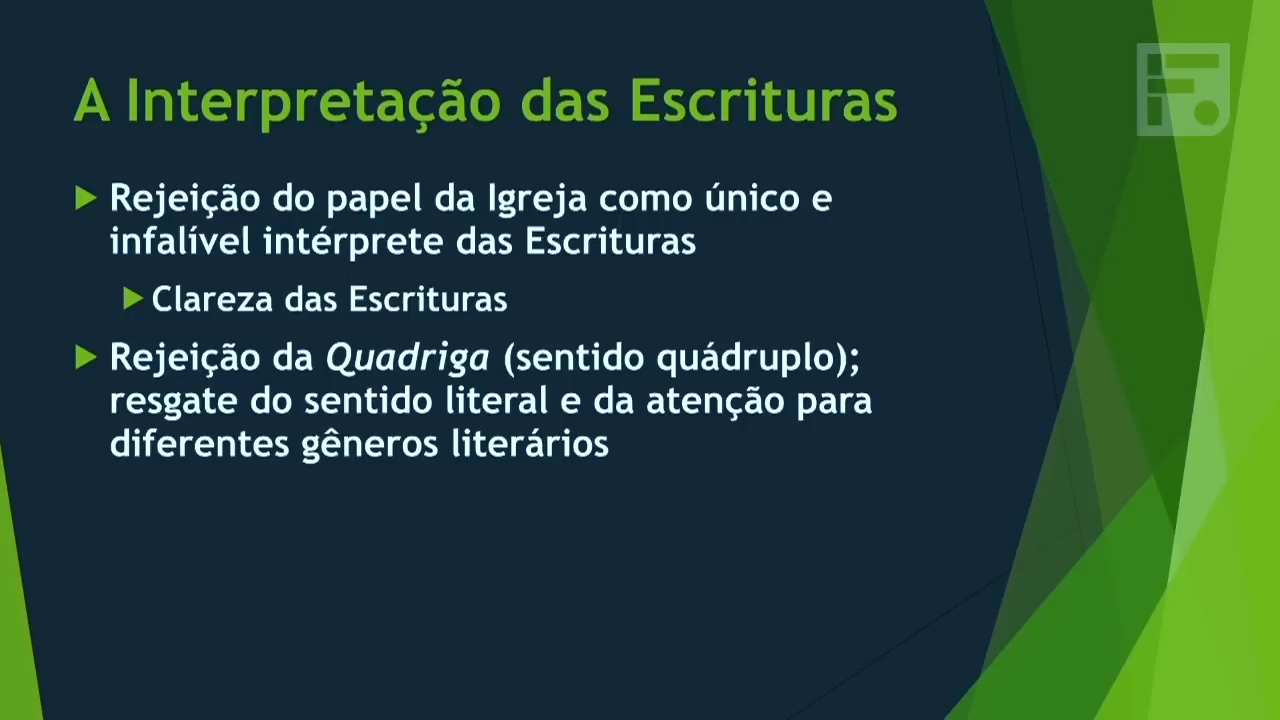 A Interpretação das Escrituras
Rejeição do papel da Igreja como único e
infalível intérprete das Escrituras
Clareza das Escrituras
Rejeição da Quadriga (sentido quádruplo);
resgate do sentido literal e da atenção para
diferentes gêneros literários